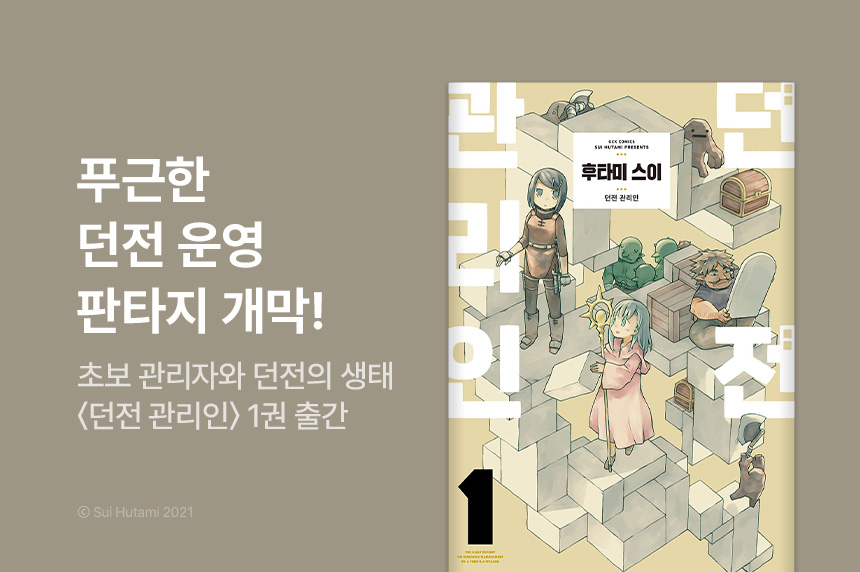 푸근한
던전 운영
판타지 개막!
초보 관리자와 던전의 생태
〈던전 관리인〉 1권 출간
ⓒ Sui Hutami 2021
던전
관리인
GEN COMICS
SUI HUTAMI PRESENTS
후타미 스이
던전 관리인
1